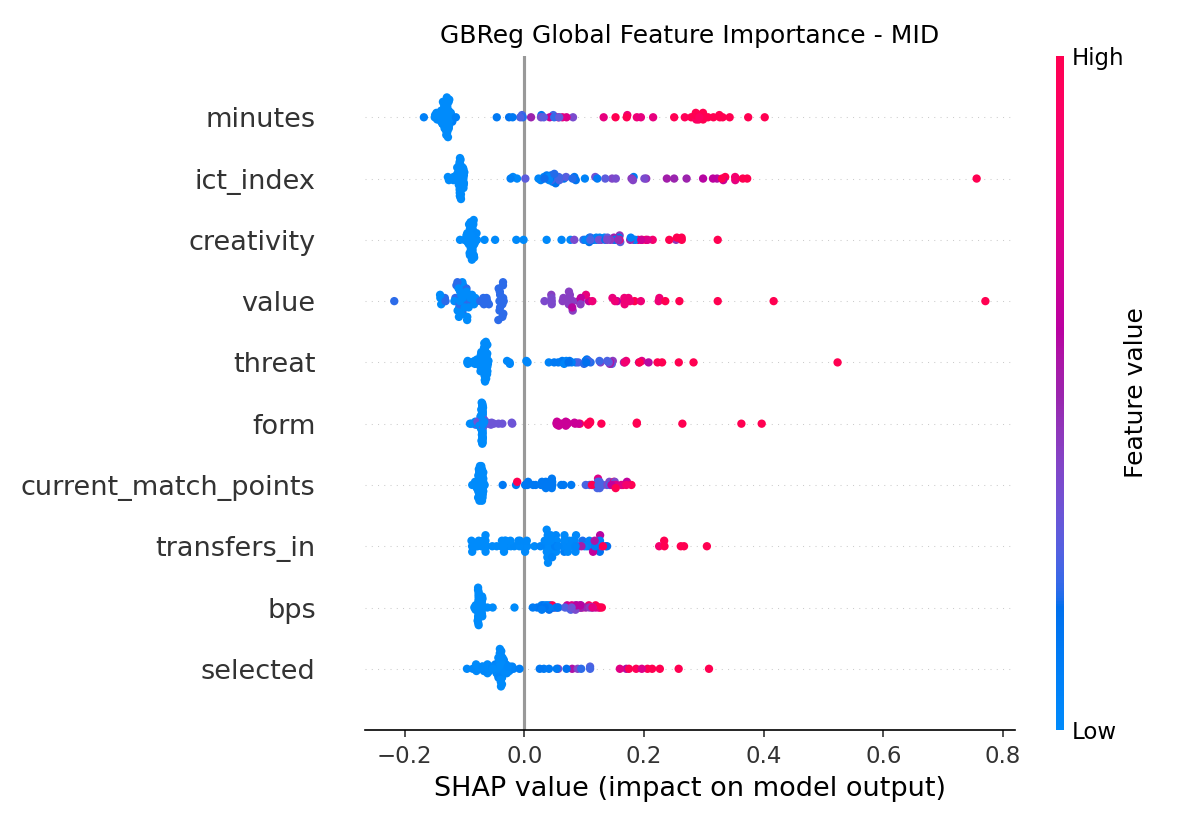 GBReg Global Feature Importance - MID
High
minutes
ict_index
creativity
value
threat
form
current_match_points
transfers_in
bps
selected
Feature value
Low
−0.2 0.0 0.2 0.4 0.6 0.8
SHAP value (impact on model output)